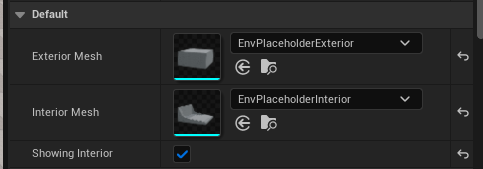 Default
Exterior Mesh
EnvPlaceholderExterior
Interior Mesh
EnvPlaceholderInterior
Showing Interior